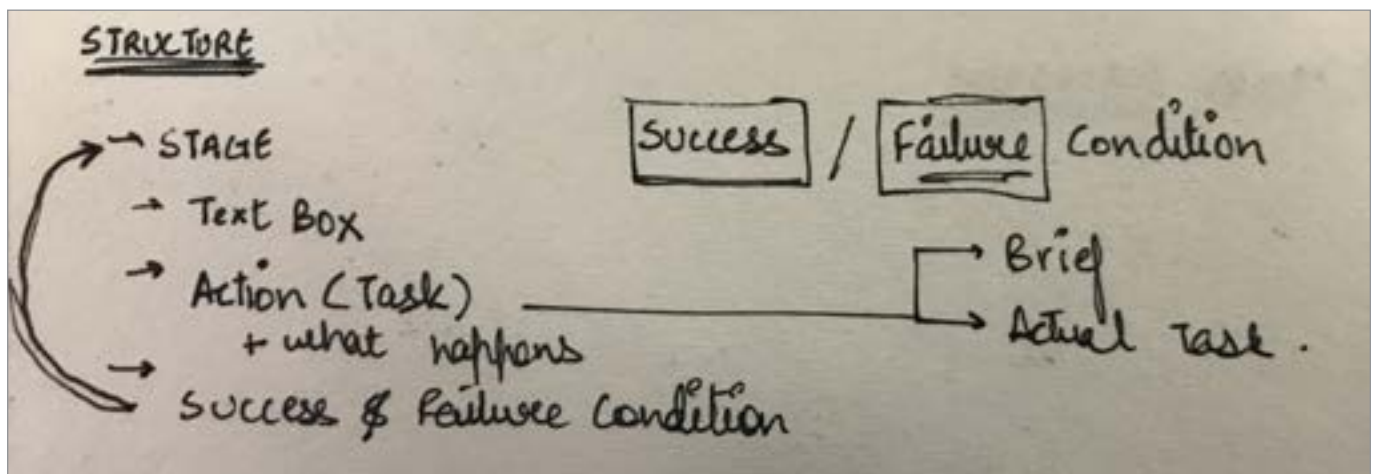 STRUCTURE
→ STAGE
→ Text Box
→ Action (Task)
+ what happens
→ Success & Failure Condition
Success / Failure Condition
→ Brief
→ Actual Task.